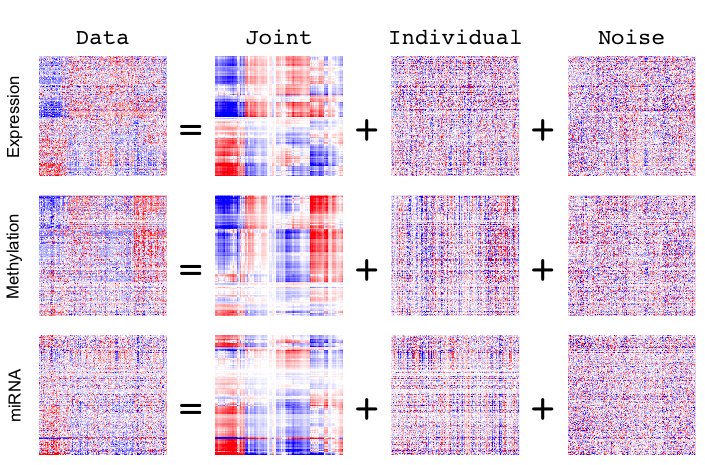 Data Joint Individual Noise
Expression
= + +
Methylation
= + +
miRNA
= + +